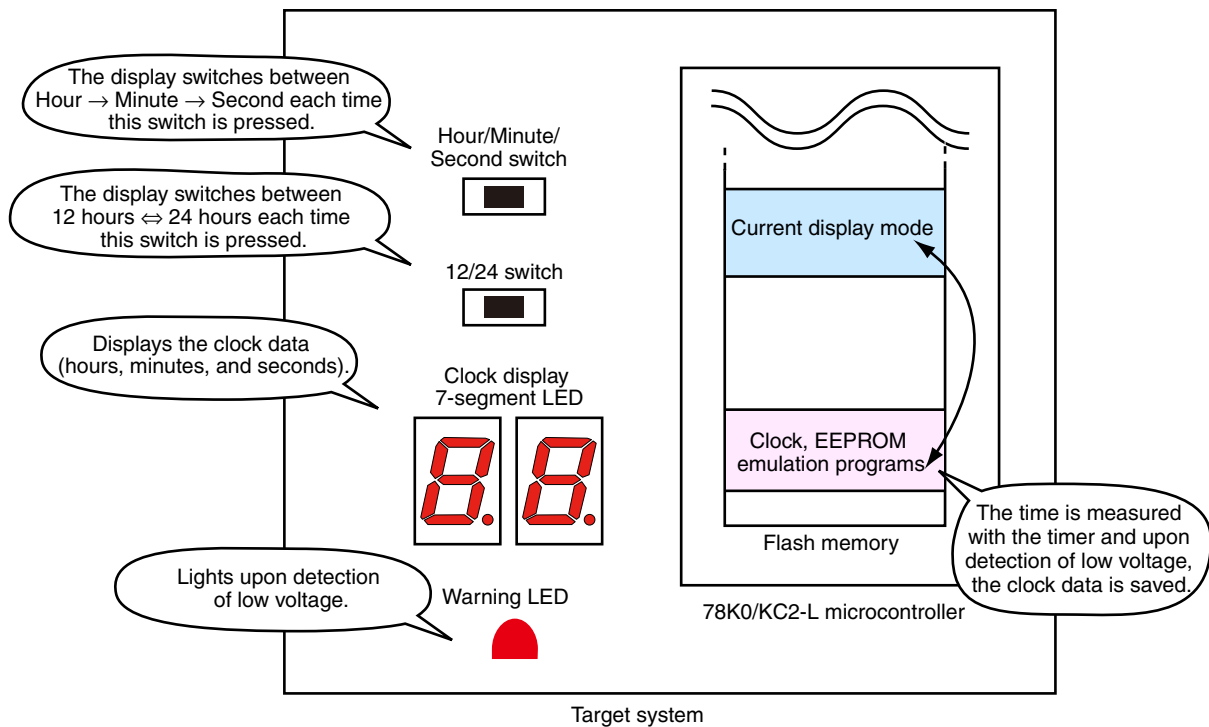 The display switches between
Hour → Minute → Second each time
this switch is pressed.
Hour/Minute/
Second switch
The display switches between
12 hours ⇔ 24 hours each time
this switch is pressed.
12/24 switch
Displays the clock data
(hours, minutes, and seconds).
Clock display
7-segment LED
8.
8.
Lights upon detection
of low voltage.
Warning LED
Current display mode
Clock, EEPROM
emulation programs
Flash memory
The time is measured
with the timer and upon
detection of low voltage,
the clock data is saved.
78K0/KC2-L microcontroller
Target system